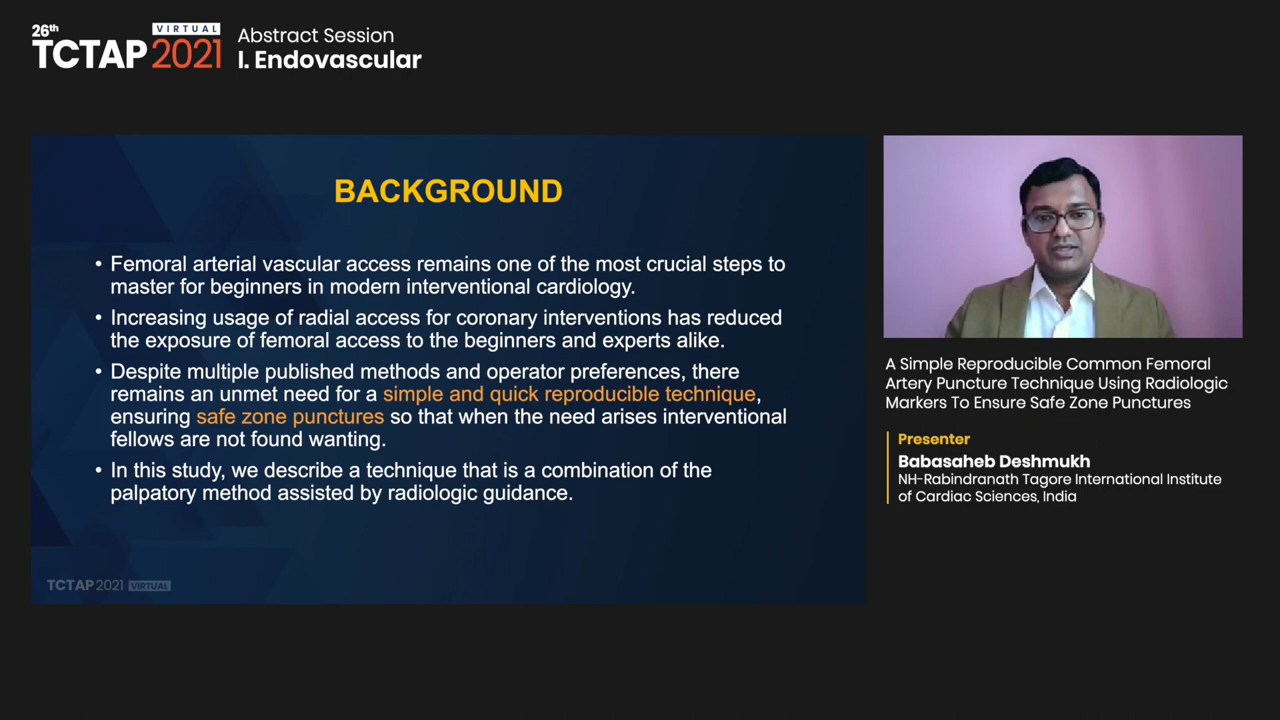 26th
VIRTUAL
TCTAP 2021
Abstract Session
I. Endovascular
BACKGROUND
• Femoral arterial vascular access remains one of the most crucial steps to
master for beginners in modern interventional cardiology.
• Increasing usage of radial access for coronary interventions has reduced
the exposure of femoral access to the beginners and experts alike.
• Despite multiple published methods and operator preferences, there
remains an unmet need for a simple and quick reproducible technique,
ensuring safe zone punctures so that when the need arises interventional
fellows are not found wanting.
• In this study, we describe a technique that is a combination of the
palpatory method assisted by radiologic guidance.
TCTAP 2021 VIRTUAL
A Simple Reproducible Common Femoral
Artery Puncture Technique Using Radiologic
Markers To Ensure Safe Zone Punctures
Presenter
Babasaheb Deshmukh
NH-Rabindranath Tagore International Institute
of Cardiac Sciences, India